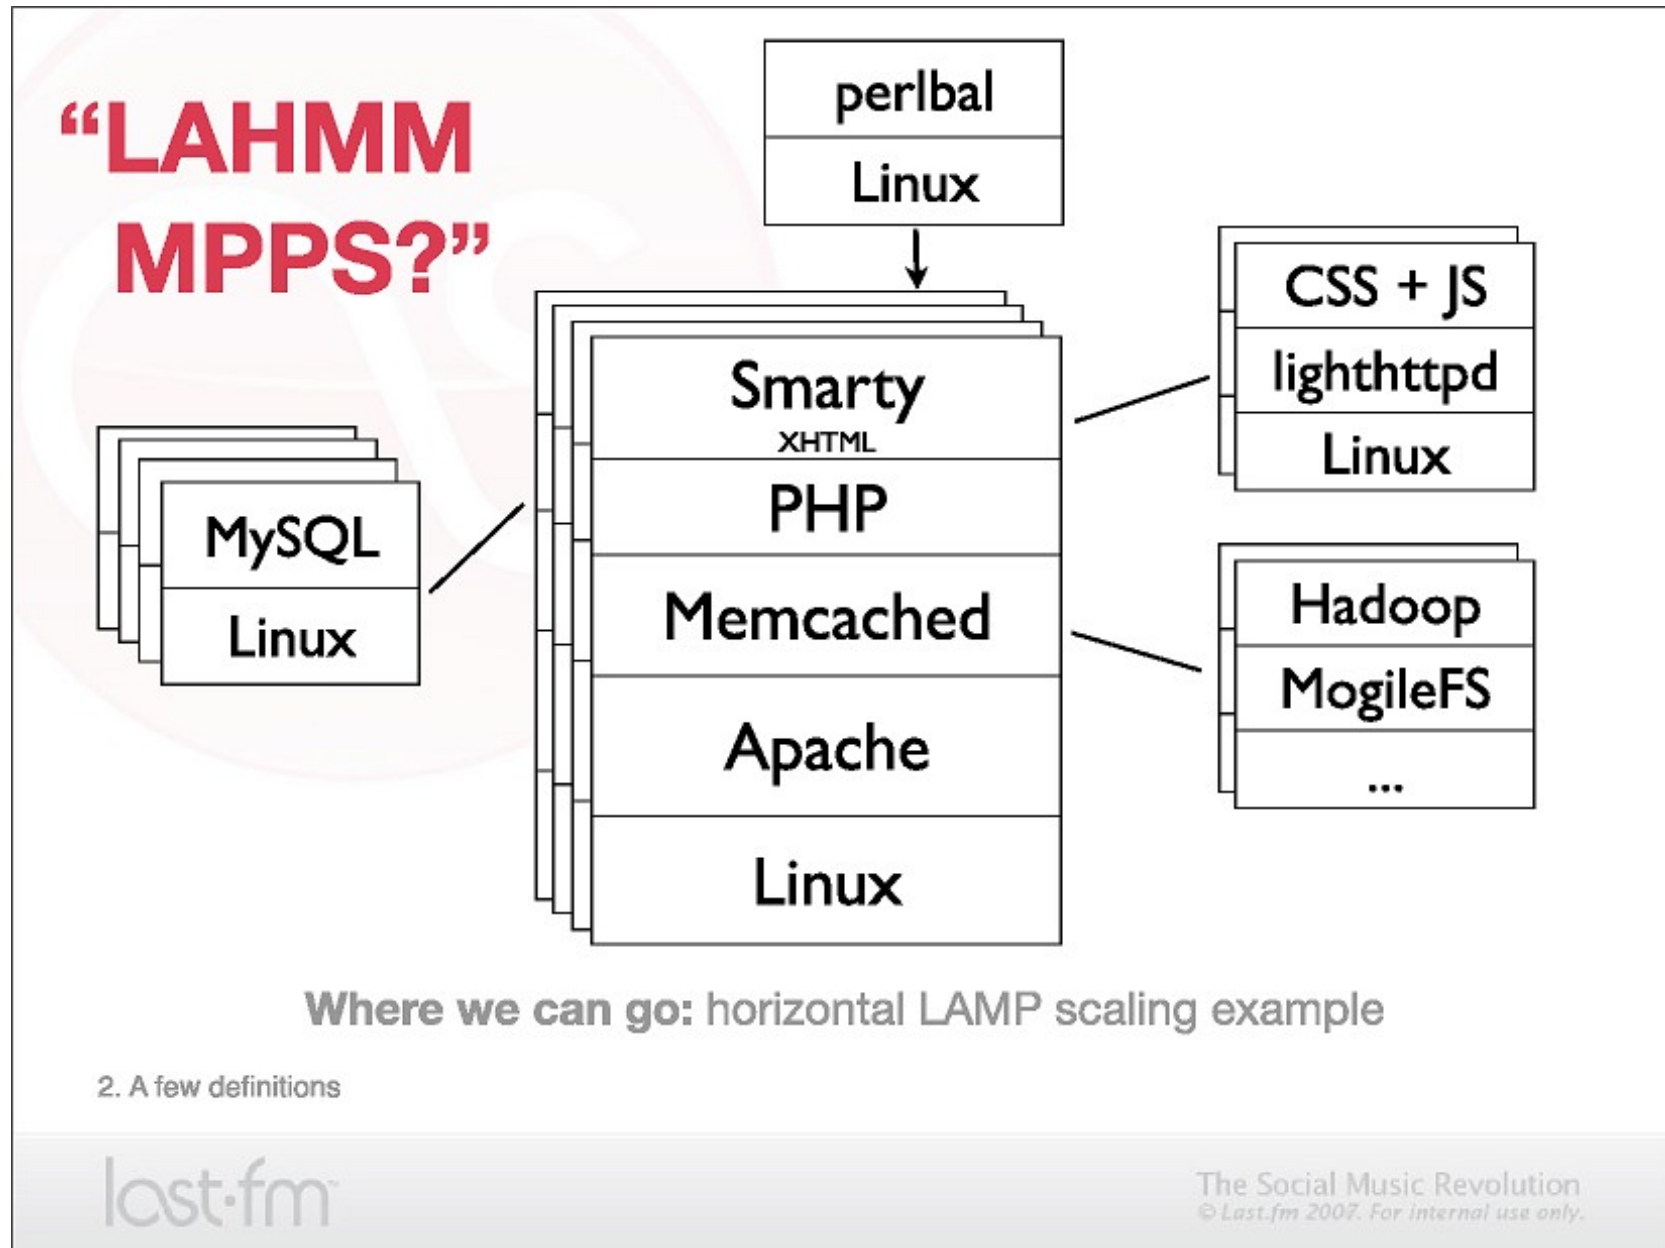 “LAHMM
MPPS?”
perlbal
Linux
CSS + JS
lighthttpd
Linux
Smarty
XHTML
PHP
Memcached
Apache
Linux
MySQL
Linux
Hadoop
MogileFS
...
Where we can go: horizontal LAMP scaling example
2. A few definitions
last·fm
The Social Music Revolution
© Last.fm 2007. For internal use only.